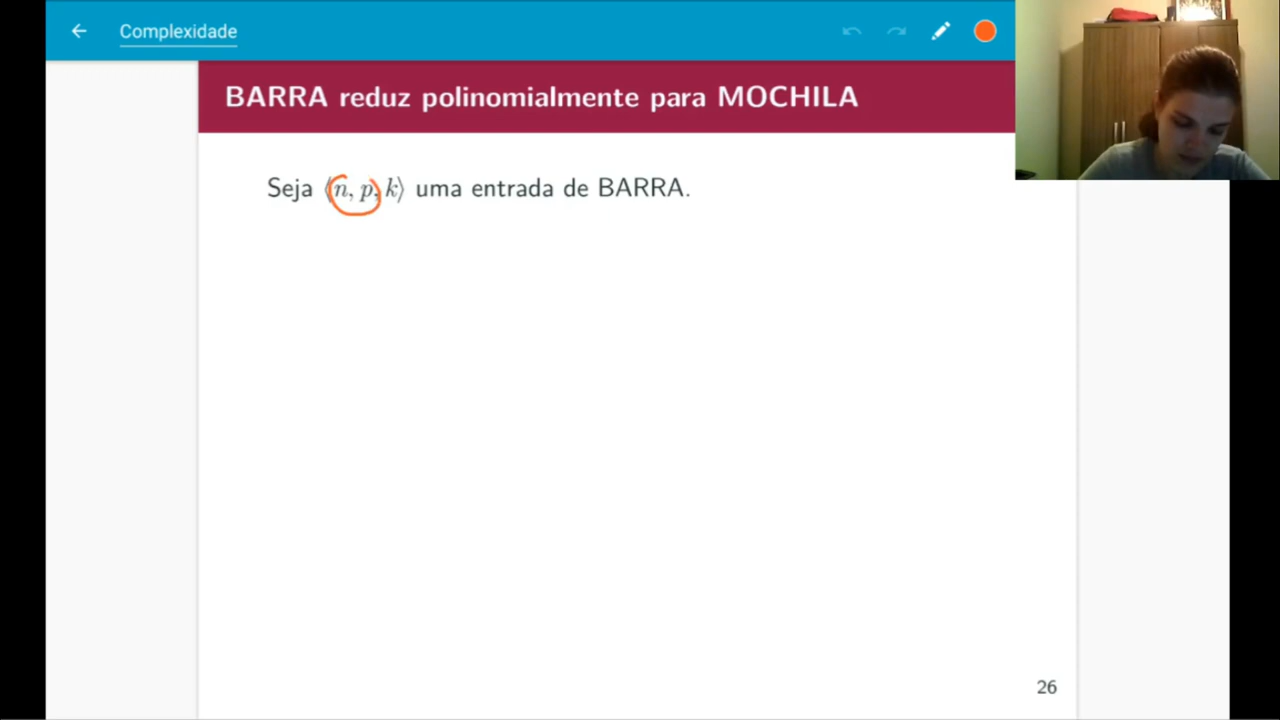 Complexidade
BARRA reduz polinomialmente para MOCHILA
Seja ⟨n, p, k⟩ uma entrada de BARRA.
26